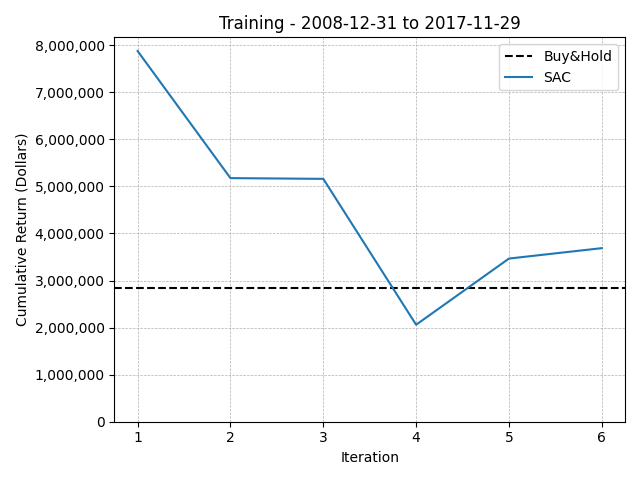 Training - 2008-12-31 to 2017-11-29
Buy&Hold
SAC
Cumulative Return (Dollars)
8,000,000
7,000,000
6,000,000
5,000,000
4,000,000
3,000,000
2,000,000
1,000,000
0
1 2 3 4 5 6
Iteration